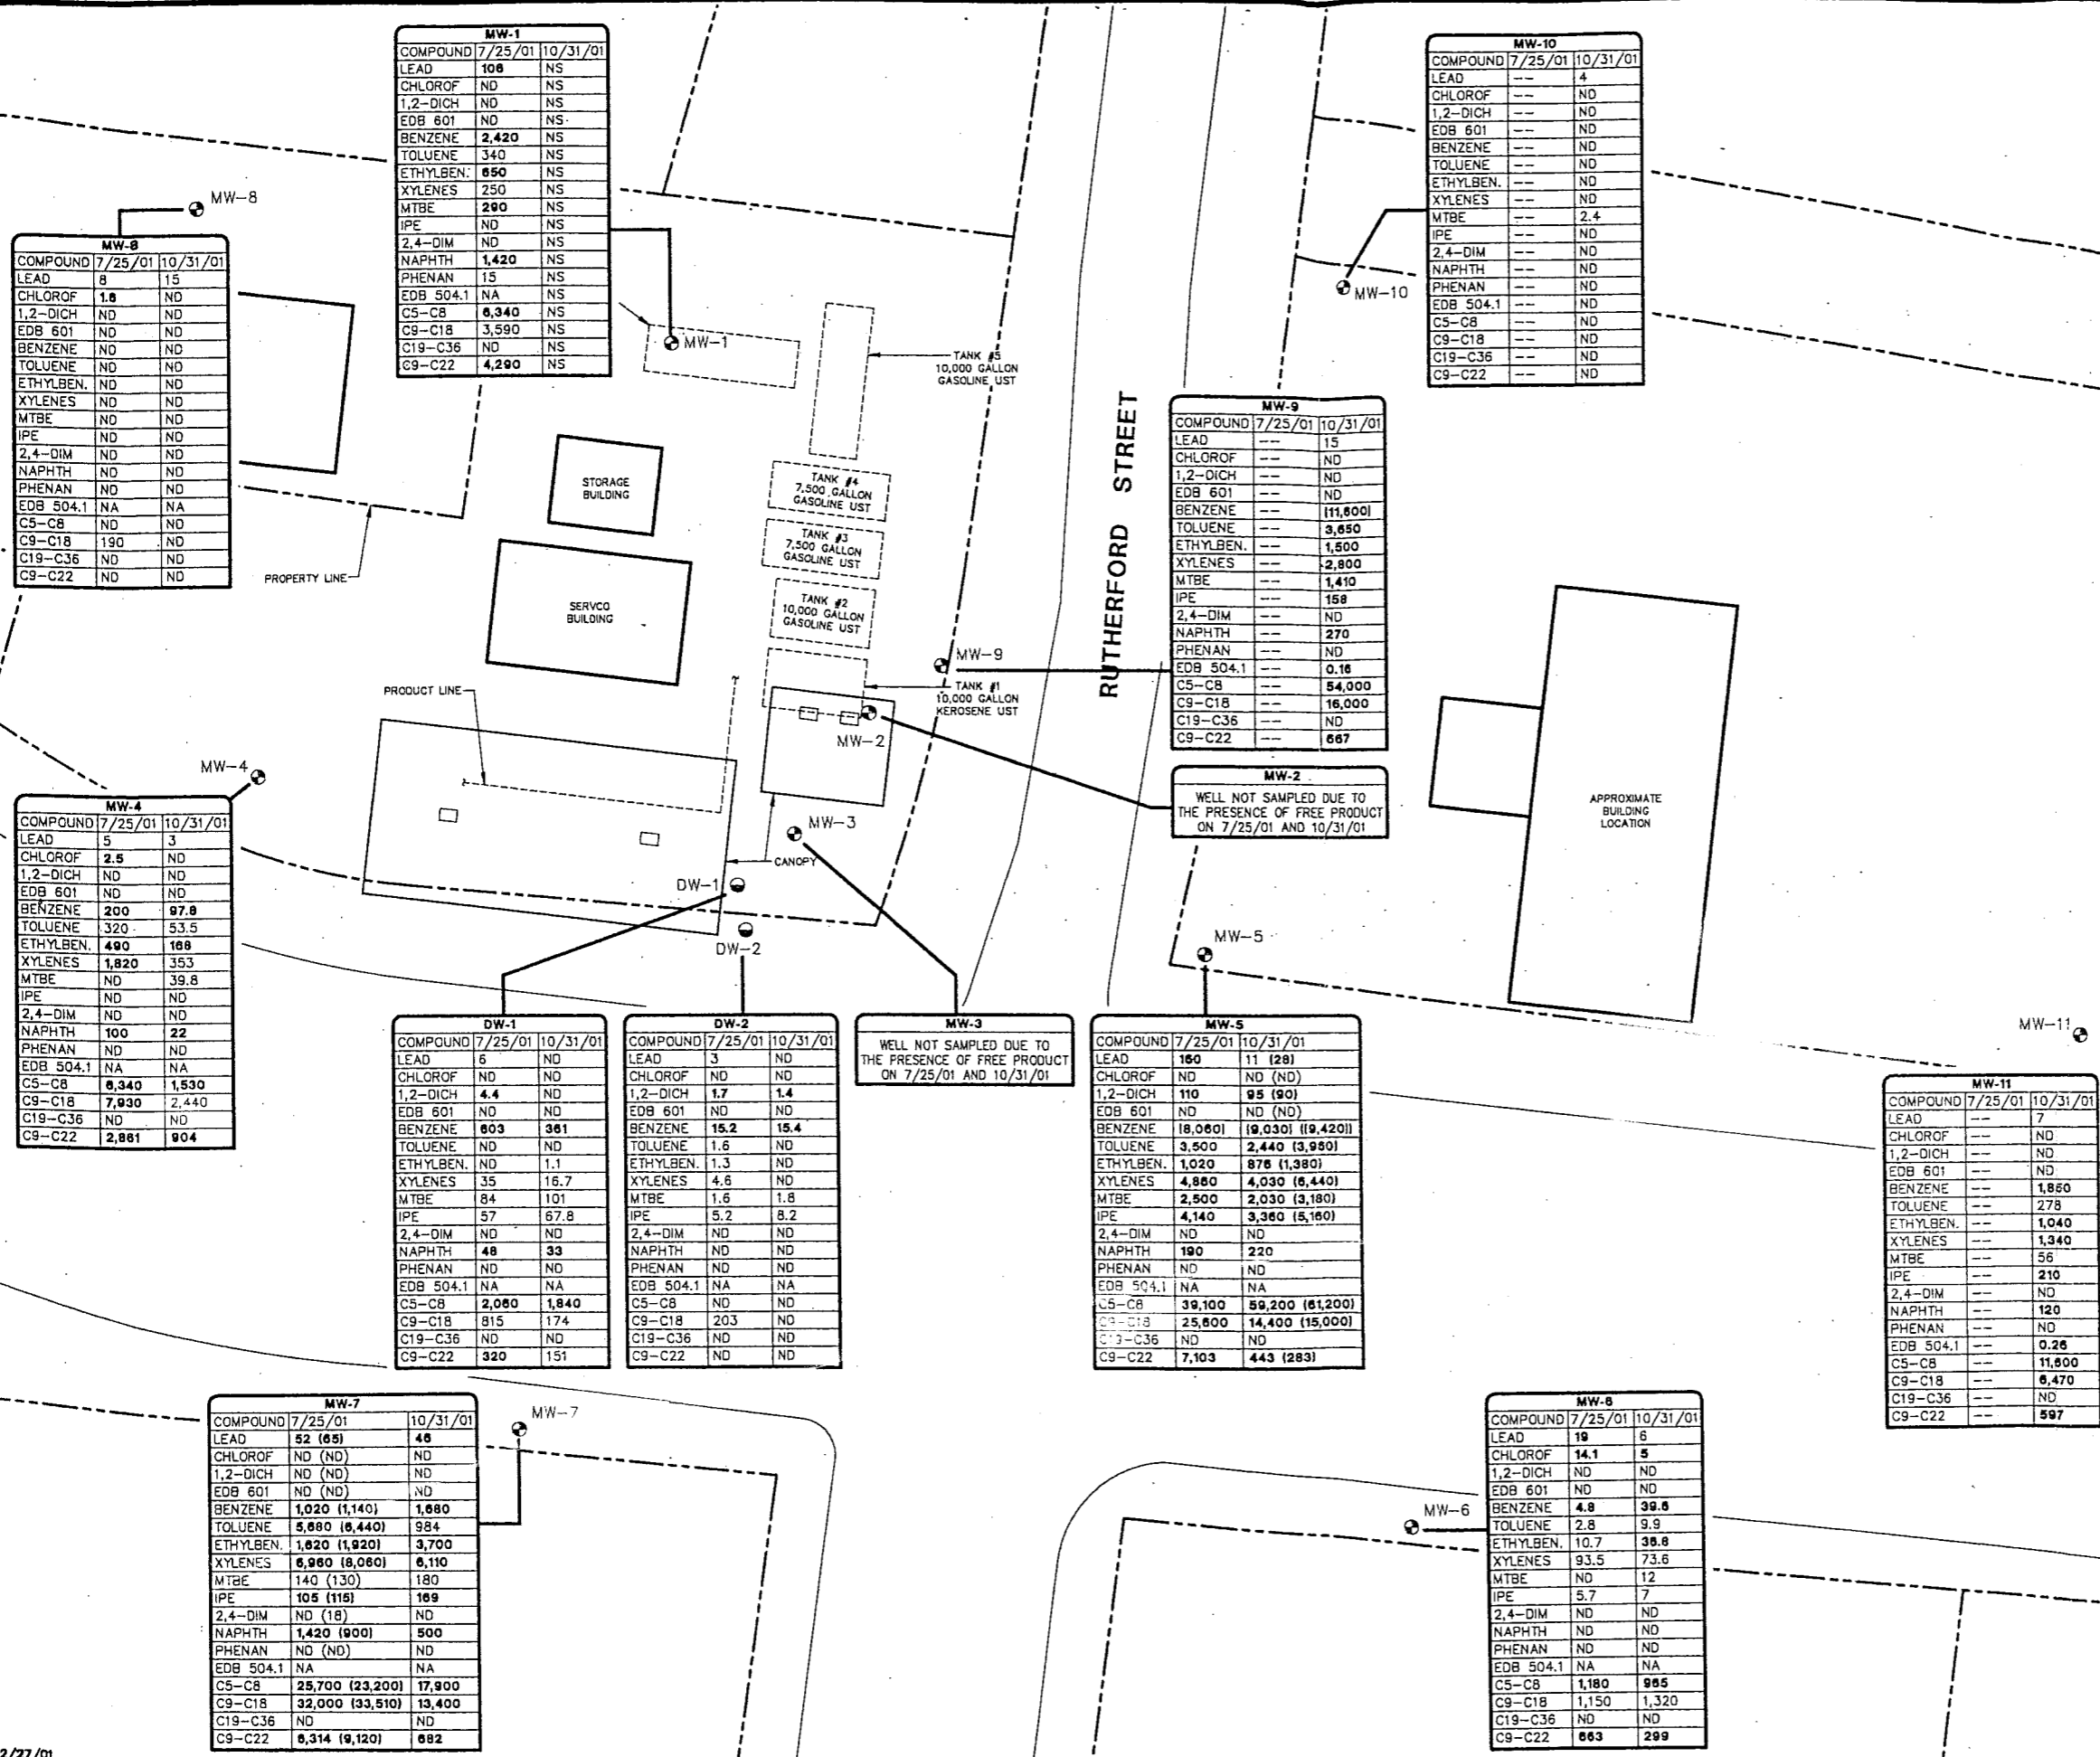 MW-1
COMPOUND 7/25/01 10/31/01
LEAD 106 NS
CHLOROF ND NS
1,2-DICH ND NS
EDB 601 ND NS
BENZENE 2,420 NS
TOLUENE 340 NS
ETHYLBEN. 650 NS
XYLENES 250 NS
MTBE 290 NS
IPE ND NS
2,4-DIM ND NS
NAPHTH 1,420 NS
PHENAN 15 NS
EDB 504.1 NA NS
C5-C8 6,340 NS
C9-C18 3,590 NS
C19-C36 ND NS
C9-C22 4,290 NS
MW-10
COMPOUND 7/25/01 10/31/01
LEAD -- 4
CHLOROF -- ND
1,2-DICH -- ND
EDB 601 -- ND
BENZENE -- ND
TOLUENE -- ND
ETHYLBEN. -- ND
XYLENES -- ND
MTBE -- 2.4
IPE -- ND
2,4-DIM -- ND
NAPHTH -- ND
PHENAN -- ND
EDB 504.1 -- ND
C5-C8 -- ND
C9-C18 -- ND
C19-C36 -- ND
C9-C22 -- ND
MW-8
MW-8
COMPOUND 7/25/01 10/31/01
LEAD 8 15
CHLOROF 1.6 ND
1,2-DICH ND ND
EDB 601 ND ND
BENZENE ND ND
TOLUENE ND ND
ETHYLBEN. ND ND
XYLENES ND ND
MTBE ND ND
IPE ND ND
2,4-DIM ND ND
NAPHTH ND ND
PHENAN ND ND
EDB 504.1 NA NA
C5-C8 ND ND
C9-C18 190 ND
C19-C36 ND ND
C9-C22 ND ND
MW-10
MW-1
TANK #5
10,000 GALLON
GASOLINE UST
TANK #4
7,500 GALLON
GASOLINE UST
TANK #3
7,500 GALLON
GASOLINE UST
TANK #2
10,000 GALLON
GASOLINE UST
TANK #1
10,000 GALLON
KEROSENE UST
STORAGE
BUILDING
SERVCO
BUILDING
PROPERTY LINE
PRODUCT LINE
RUTHERFORD STREET
MW-9
MW-9
COMPOUND 7/25/01 10/31/01
LEAD -- 15
CHLOROF -- ND
1,2-DICH -- ND
EDB 601 -- ND
BENZENE -- [11,600]
TOLUENE -- 3,650
ETHYLBEN. -- 1,500
XYLENES -- 2,800
MTBE -- 1,410
IPE -- 158
2,4-DIM -- ND
NAPHTH -- 270
PHENAN -- ND
EDB 504.1 -- 0.16
C5-C8 -- 54,000
C9-C18 -- 16,000
C19-C36 -- ND
C9-C22 -- 667
MW-2
MW-2
WELL NOT SAMPLED DUE TO
THE PRESENCE OF FREE PRODUCT
ON 7/25/01 AND 10/31/01
APPROXIMATE
BUILDING
LOCATION
MW-4
MW-4
COMPOUND 7/25/01 10/31/01
LEAD 5 3
CHLOROF 2.5 ND
1,2-DICH ND ND
EDB 601 ND ND
BENZENE 200 97.8
TOLUENE 320 53.5
ETHYLBEN. 490 168
XYLENES 1,820 353
MTBE ND 39.8
IPE ND ND
2,4-DIM ND ND
NAPHTH 100 22
PHENAN ND ND
EDB 504.1 NA NA
C5-C8 6,340 1,530
C9-C18 7,930 2,440
C19-C36 ND ND
C9-C22 2,861 904
MW-3
CANOPY
DW-1
DW-2
MW-5
MW-11
DW-1
COMPOUND 7/25/01 10/31/01
LEAD 6 ND
CHLOROF ND ND
1,2-DICH 4.4 ND
EDB 601 ND ND
BENZENE 603 361
TOLUENE ND ND
ETHYLBEN. ND 1.1
XYLENES 35 16.7
MTBE 84 101
IPE 57 67.8
2,4-DIM ND ND
NAPHTH 48 33
PHENAN ND ND
EDB 504.1 NA NA
C5-C8 2,060 1,840
C9-C18 815 174
C19-C36 ND ND
C9-C22 320 151
DW-2
COMPOUND 7/25/01 10/31/01
LEAD 3 ND
CHLOROF ND ND
1,2-DICH 1.7 1.4
EDB 601 ND ND
BENZENE 15.2 15.4
TOLUENE 1.6 ND
ETHYLBEN. 1.3 ND
XYLENES 4.6 ND
MTBE 1.6 1.8
IPE 5.2 8.2
2,4-DIM ND ND
NAPHTH ND ND
PHENAN ND ND
EDB 504.1 NA NA
C5-C8 ND ND
C9-C18 203 ND
C19-C36 ND ND
C9-C22 ND ND
MW-3
WELL NOT SAMPLED DUE TO
THE PRESENCE OF FREE PRODUCT
ON 7/25/01 AND 10/31/01
MW-5
COMPOUND 7/25/01 10/31/01
LEAD 160 11 (28)
CHLOROF ND ND (ND)
1,2-DICH 110 95 (90)
EDB 601 ND ND (ND)
BENZENE [8,060] [9,030] ([9,420])
TOLUENE 3,500 2,440 (3,960)
ETHYLBEN. 1,020 876 (1,380)
XYLENES 4,860 4,030 (6,440)
MTBE 2,500 2,030 (3,180)
IPE 4,140 3,360 (5,160)
2,4-DIM ND ND
NAPHTH 190 220
PHENAN ND ND
EDB 504.1 NA NA
C5-C8 39,100 59,200 (61,200)
C9-C18 25,600 14,400 (15,000)
C19-C36 ND ND
C9-C22 7,103 443 (283)
MW-11
COMPOUND 7/25/01 10/31/01
LEAD -- 7
CHLOROF -- ND
1,2-DICH -- ND
EDB 601 -- ND
BENZENE -- 1,850
TOLUENE -- 278
ETHYLBEN. -- 1,040
XYLENES -- 1,340
MTBE -- 56
IPE -- 210
2,4-DIM -- ND
NAPHTH -- 120
PHENAN -- ND
EDB 504.1 -- 0.26
C5-C8 -- 11,600
C9-C18 -- 6,470
C19-C36 -- ND
C9-C22 -- 597
MW-7
MW-7
COMPOUND 7/25/01 10/31/01
LEAD 52 (65) 46
CHLOROF ND (ND) ND
1,2-DICH ND (ND) ND
EDB 601 ND (ND) ND
BENZENE 1,020 (1,140) 1,680
TOLUENE 5,680 (6,440) 984
ETHYLBEN. 1,620 (1,920) 3,700
XYLENES 6,960 (8,060) 6,110
MTBE 140 (130) 180
IPE 105 (115) 169
2,4-DIM ND (18) ND
NAPHTH 1,420 (900) 500
PHENAN ND (ND) ND
EDB 504.1 NA NA
C5-C8 25,700 (23,200) 17,900
C9-C18 32,000 (33,510) 13,400
C19-C36 ND ND
C9-C22 6,314 (9,120) 682
MW-6
MW-6
COMPOUND 7/25/01 10/31/01
LEAD 19 6
CHLOROF 14.1 5
1,2-DICH ND ND
EDB 601 ND ND
BENZENE 4.8 39.6
TOLUENE 2.8 9.9
ETHYLBEN. 10.7 36.8
XYLENES 93.5 73.6
MTBE ND 12
IPE 5.7 7
2,4-DIM ND ND
NAPHTH ND ND
PHENAN ND ND
EDB 504.1 NA NA
C5-C8 1,180 965
C9-C18 1,150 1,320
C19-C36 ND ND
C9-C22 663 299